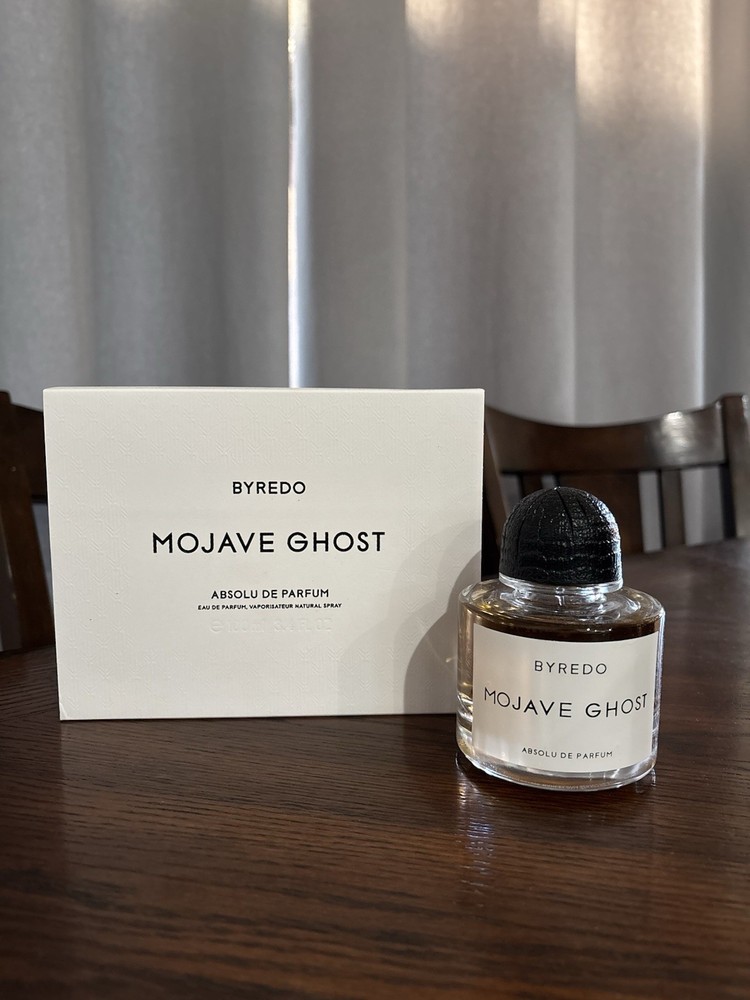 BYREDO
MOJAVE GHOST
ABSOLU DE PARFUM
EAU DE PARFUM, VAPORISATEUR NATURAL SPRAY
BYREDO
MOJAVE GHOST
ABSOLU DE PARFUM